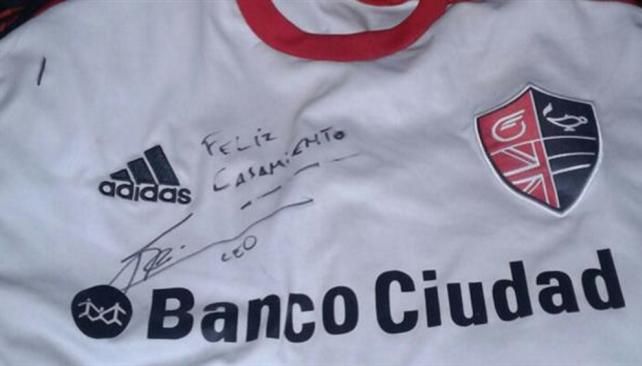 FELIZ
CASAMIENTO
adidas
LEO
Banco Ciudad